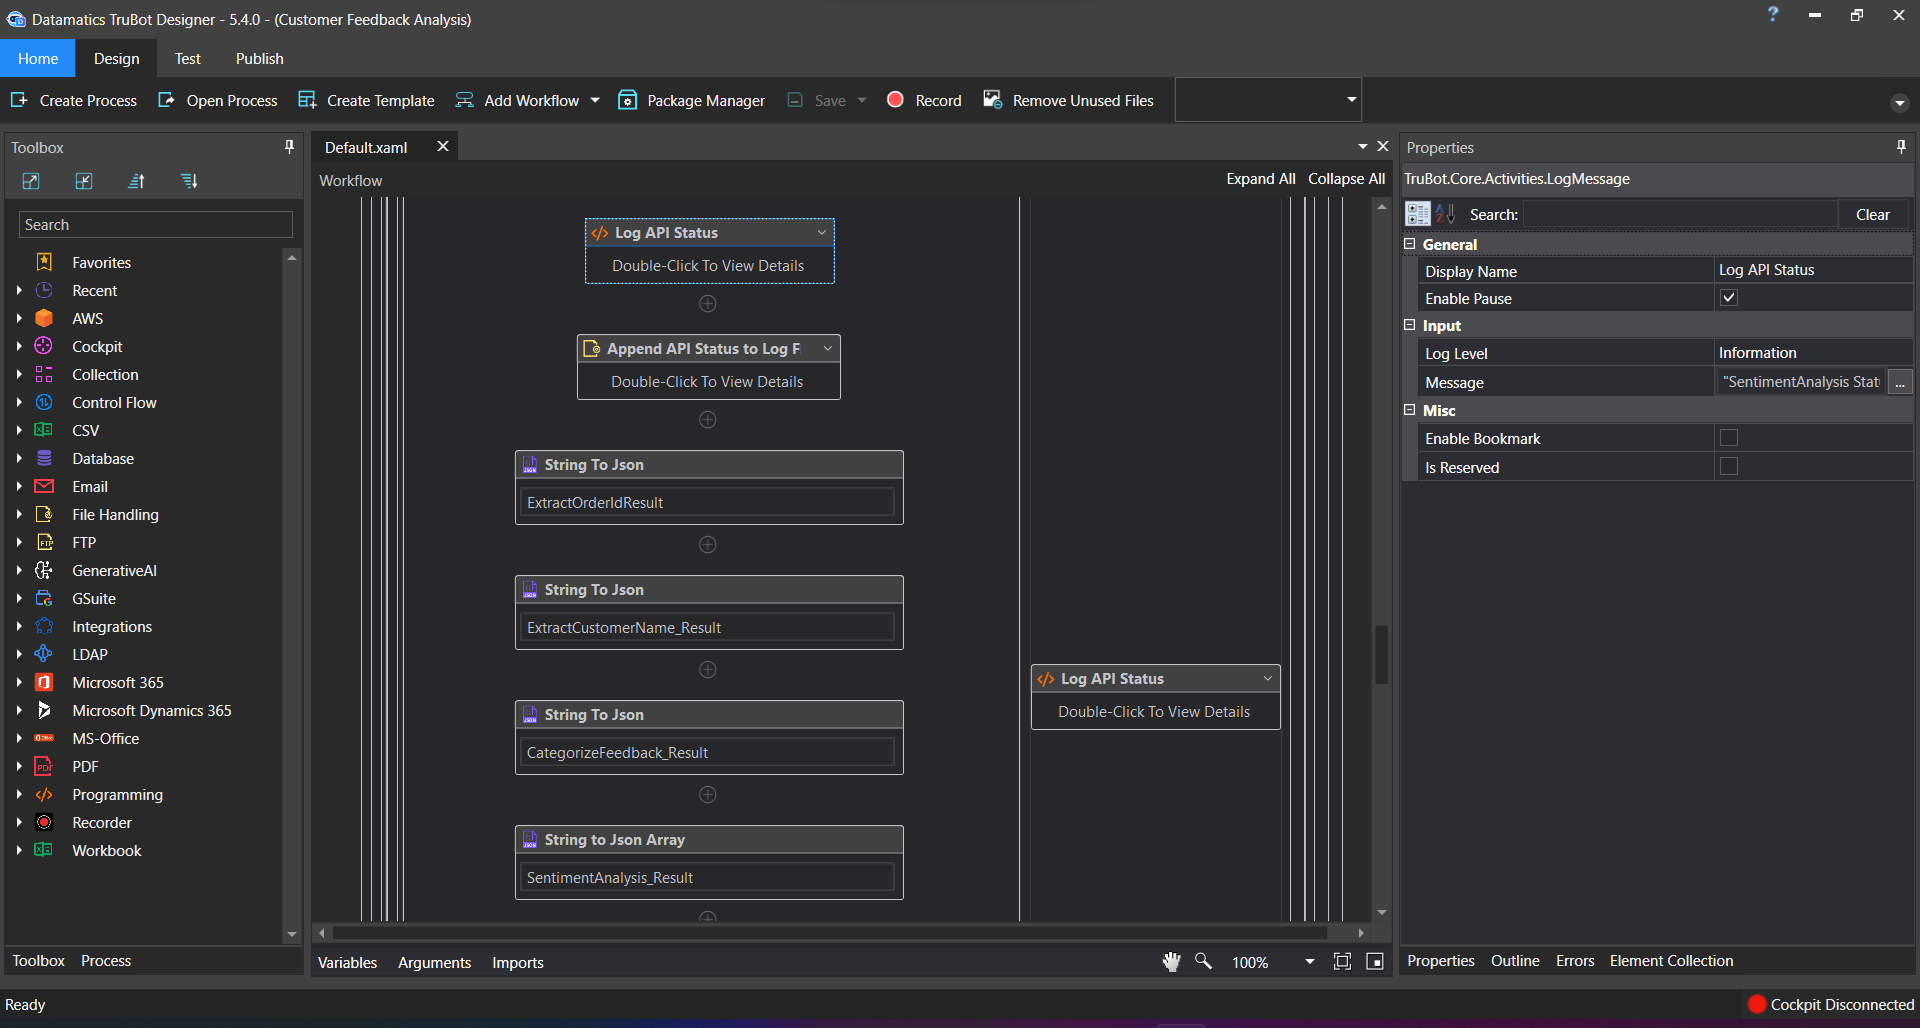 Datamatics TruBot Designer - 5.4.0 - (Customer Feedback Analysis)
Home
Design
Test
Publish
Create Process
Open Process
Create Template
Add Workflow
Package Manager
Save
Record
Remove Unused Files
Toolbox
Search
Favorites
Recent
AWS
Cockpit
Collection
Control Flow
CSV
Database
Email
File Handling
FTP
GenerativeAI
GSuite
Integrations
LDAP
Microsoft 365
Microsoft Dynamics 365
MS-Office
PDF
Programming
Recorder
Workbook
Toolbox
Process
Default.xaml
Workflow
Expand All
Collapse All
Log API Status
Double-Click To View Details
Append API Status to Log F
Double-Click To View Details
String To Json
ExtractOrderIdResult
String To Json
ExtractCustomerName_Result
String To Json
CategorizeFeedback_Result
String to Json Array
SentimentAnalysis_Result
Log API Status
Double-Click To View Details
Variables
Arguments
Imports
100%
Properties
TruBot.Core.Activities.LogMessage
Search:
Clear
General
Display Name
Log API Status
Enable Pause
Input
Log Level
Information
Message
"SentimentAnalysis Stat
...
Misc
Enable Bookmark
Is Reserved
Properties
Outline
Errors
Element Collection
Ready
Cockpit Disconnected